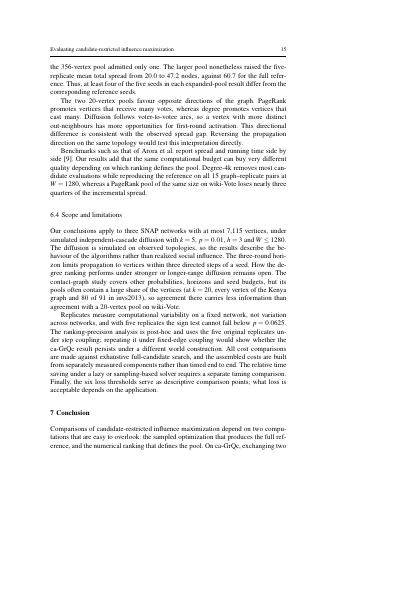 Evaluating candidate-restricted influence maximization 15
the 356-vertex pool admitted only one. The larger pool nonetheless raised the five-
replicate mean total spread from 20.0 to 47.2 nodes, against 60.7 for the full refer-
ence. Thus, at least four of the five seeds in each expanded-pool result differ from the
corresponding reference seeds.
The two 20-vertex pools favour opposite directions of the graph. PageRank
promotes vertices that receive many votes, whereas degree promotes vertices that
cast many. Diffusion follows voter-to-votee arcs, so a vertex with more distinct
out-neighbours has more opportunities for first-round activation. This directional
difference is consistent with the observed spread gap. Reversing the propagation
direction on the same topology would test this interpretation directly.
Benchmarks such as that of Arora et al. report spread and running time side by
side [9]. Our results add that the same computational budget can buy very different
quality depending on which ranking defines the pool. Degree-4k removes most can-
didate evaluations while reproducing the reference on all 15 graph–replicate pairs at
W = 1280, whereas a PageRank pool of the same size on wiki-Vote loses nearly three
quarters of the incremental spread.
6.4 Scope and limitations
Our conclusions apply to three SNAP networks with at most 7,115 vertices, under
simulated independent-cascade diffusion with k = 5, p = 0.01, h = 3 and W ≤ 1280.
The diffusion is simulated on observed topologies, so the results describe the be-
haviour of the algorithms rather than realized social influence. The three-round hori-
zon limits propagation to vertices within three directed steps of a seed. How the de-
gree ranking performs under stronger or longer-range diffusion remains open. The
contact-graph study covers other probabilities, horizons and seed budgets, but its
pools often contain a large share of the vertices (at k = 20, every vertex of the Kenya
graph and 80 of 91 in invs2013), so agreement there carries less information than
agreement with a 20-vertex pool on wiki-Vote.
Replicates measure computational variability on a fixed network, not variation
across networks, and with five replicates the sign test cannot fall below p = 0.0625.
The ranking-precision analysis is post-hoc and uses the five original replicates un-
der step coupling; repeating it under fixed-edge coupling would show whether the
ca-GrQc result persists under a different world construction. All cost comparisons
are made against exhaustive full-candidate search, and the assembled costs are built
from separately measured components rather than timed end to end. The relative time
saving under a lazy or sampling-based solver requires a separate timing comparison.
Finally, the six loss thresholds serve as descriptive comparison points; what loss is
acceptable depends on the application.
7 Conclusion
Comparisons of candidate-restricted influence maximization depend on two compu-
tations that are easy to overlook: the sampled optimization that produces the full ref-
erence, and the numerical ranking that defines the pool. On ca-GrQc, exchanging two